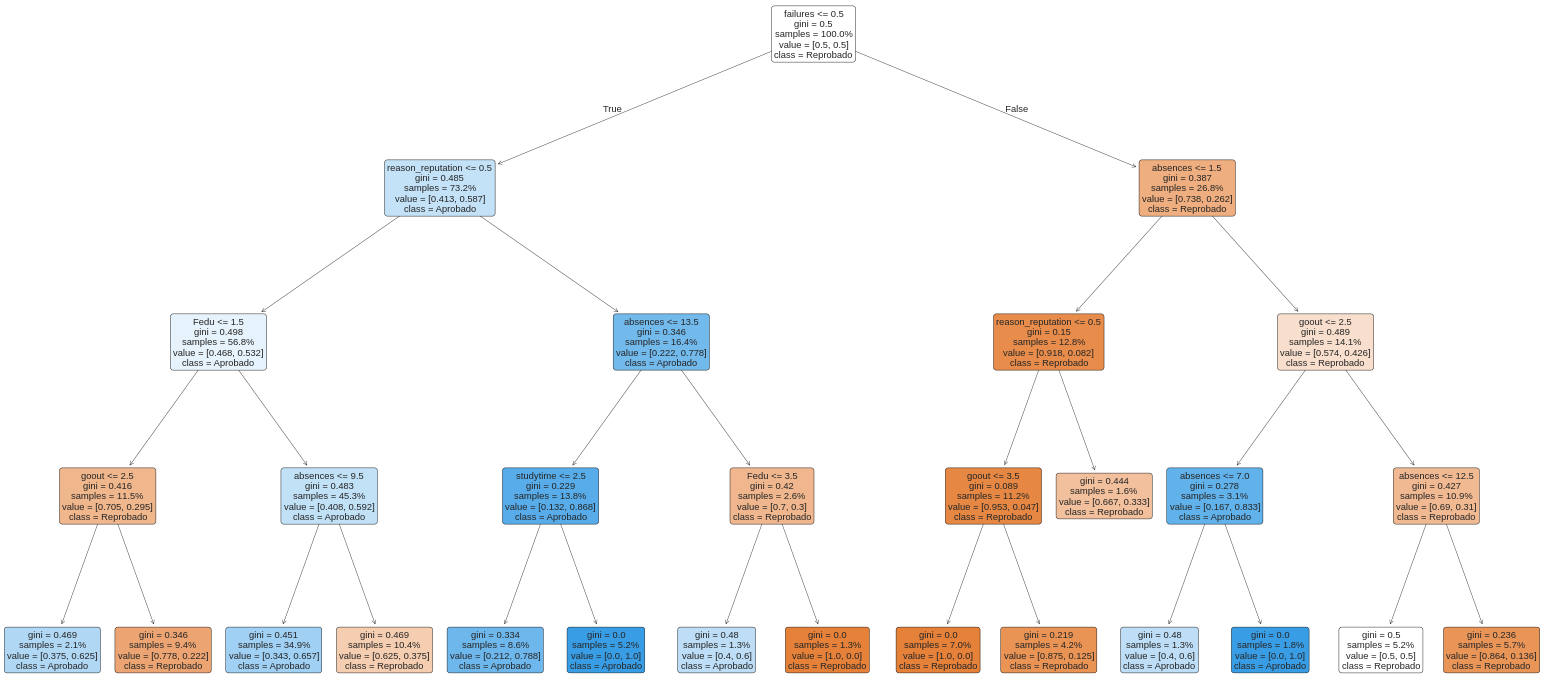 failures <= 0.5
gini = 0.5
samples = 100.0%
value = [0.5, 0.5]
class = Reprobado
True
False
reason_reputation <= 0.5
gini = 0.485
samples = 73.2%
value = [0.413, 0.587]
class = Aprobado
absences <= 1.5
gini = 0.387
samples = 26.8%
value = [0.738, 0.262]
class = Reprobado
Fedu <= 1.5
gini = 0.498
samples = 56.8%
value = [0.468, 0.532]
class = Aprobado
absences <= 13.5
gini = 0.346
samples = 16.4%
value = [0.222, 0.778]
class = Aprobado
reason_reputation <= 0.5
gini = 0.15
samples = 12.8%
value = [0.918, 0.082]
class = Reprobado
goout <= 2.5
gini = 0.489
samples = 14.1%
value = [0.574, 0.426]
class = Reprobado
goout <= 2.5
gini = 0.416
samples = 11.5%
value = [0.705, 0.295]
class = Reprobado
absences <= 9.5
gini = 0.483
samples = 45.3%
value = [0.408, 0.592]
class = Aprobado
studytime <= 2.5
gini = 0.229
samples = 13.8%
value = [0.132, 0.868]
class = Aprobado
Fedu <= 3.5
gini = 0.42
samples = 2.6%
value = [0.7, 0.3]
class = Reprobado
goout <= 3.5
gini = 0.089
samples = 11.2%
value = [0.953, 0.047]
class = Reprobado
gini = 0.444
samples = 1.6%
value = [0.667, 0.333]
class = Reprobado
absences <= 7.0
gini = 0.278
samples = 3.1%
value = [0.167, 0.833]
class = Aprobado
absences <= 12.5
gini = 0.427
samples = 10.9%
value = [0.69, 0.31]
class = Reprobado
gini = 0.469
samples = 2.1%
value = [0.375, 0.625]
class = Aprobado
gini = 0.346
samples = 9.4%
value = [0.778, 0.222]
class = Reprobado
gini = 0.451
samples = 34.9%
value = [0.343, 0.657]
class = Aprobado
gini = 0.469
samples = 10.4%
value = [0.625, 0.375]
class = Reprobado
gini = 0.334
samples = 8.6%
value = [0.212, 0.788]
class = Aprobado
gini = 0.0
samples = 5.2%
value = [0.0, 1.0]
class = Aprobado
gini = 0.48
samples = 1.3%
value = [0.4, 0.6]
class = Aprobado
gini = 0.0
samples = 1.3%
value = [1.0, 0.0]
class = Reprobado
gini = 0.0
samples = 7.0%
value = [1.0, 0.0]
class = Reprobado
gini = 0.219
samples = 4.2%
value = [0.875, 0.125]
class = Reprobado
gini = 0.48
samples = 1.3%
value = [0.4, 0.6]
class = Aprobado
gini = 0.0
samples = 1.8%
value = [0.0, 1.0]
class = Aprobado
gini = 0.5
samples = 5.2%
value = [0.5, 0.5]
class = Reprobado
gini = 0.236
samples = 5.7%
value = [0.864, 0.136]
class = Reprobado